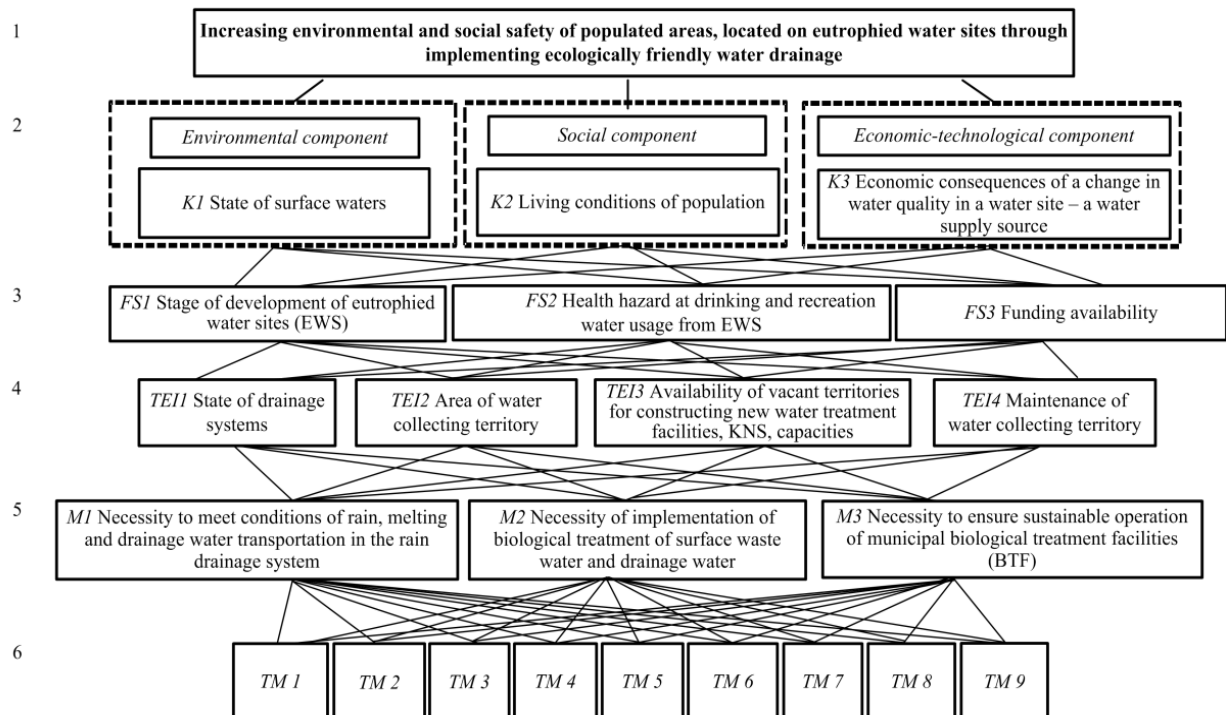 1
Increasing environmental and social safety of populated areas, located on eutrophied water sites through
implementing ecologically friendly water drainage
2
Environmental component
Social component
Economic-technological component
K1 State of surface waters
K2 Living conditions of population
K3 Economic consequences of a change in
water quality in a water site – a water
supply source
3
FS1 Stage of development of eutrophied
water sites (EWS)
FS2 Health hazard at drinking and recreation
water usage from EWS
FS3 Funding availability
4
TEI1 State of drainage
systems
TEI2 Area of water
collecting territory
TEI3 Availability of vacant territories
for constructing new water treatment
facilities, KNS, capacities
TEI4 Maintenance of
water collecting territory
5
M1 Necessity to meet conditions of rain, melting
and drainage water transportation in the rain
drainage system
M2 Necessity of implementation of
biological treatment of surface waste
water and drainage water
M3 Necessity to ensure sustainable operation
of municipal biological treatment facilities
(BTF)
6
TM 1
TM 2
TM 3
TM 4
TM 5
TM 6
TM 7
TM 8
TM 9